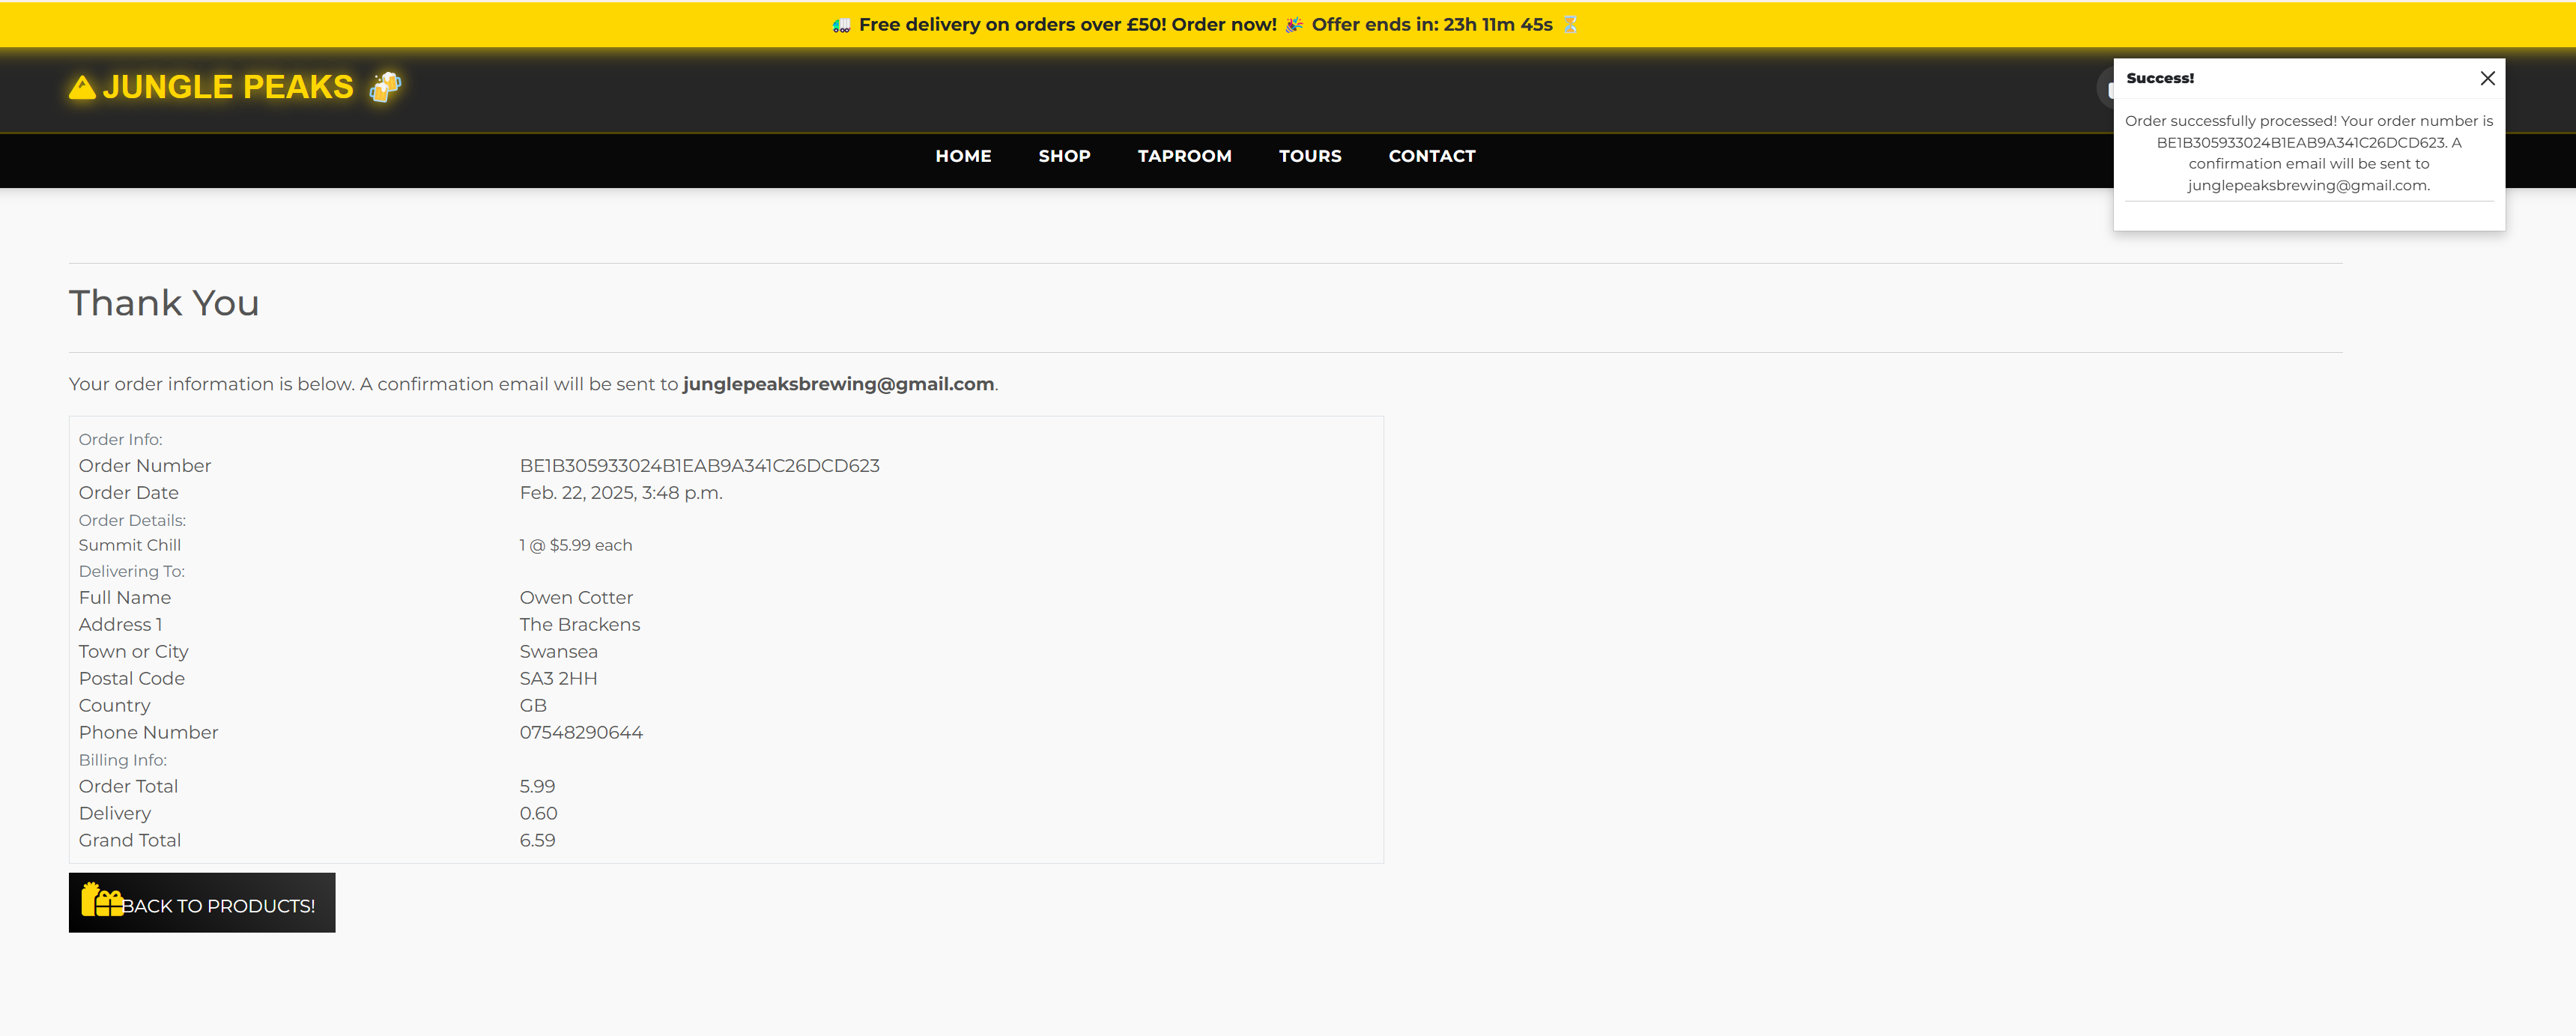 Free delivery on orders over £50! Order now! Offer ends in: 23h 11m 45s
JUNGLE PEAKS
HOME SHOP TAPROOM TOURS CONTACT
Success!
Order successfully processed! Your order number is
BE1B305933024B1EAB9A341C26DCD623. A
confirmation email will be sent to
junglepeaksbrewing@gmail.com.
Thank You
Your order information is below. A confirmation email will be sent to junglepeaksbrewing@gmail.com.
Order Info:
Order Number BE1B305933024B1EAB9A341C26DCD623
Order Date Feb. 22, 2025, 3:48 p.m.
Order Details:
Summit Chill 1 @ $5.99 each
Delivering To:
Full Name Owen Cotter
Address 1 The Brackens
Town or City Swansea
Postal Code SA3 2HH
Country GB
Phone Number 07548290644
Billing Info:
Order Total 5.99
Delivery 0.60
Grand Total 6.59
BACK TO PRODUCTS!